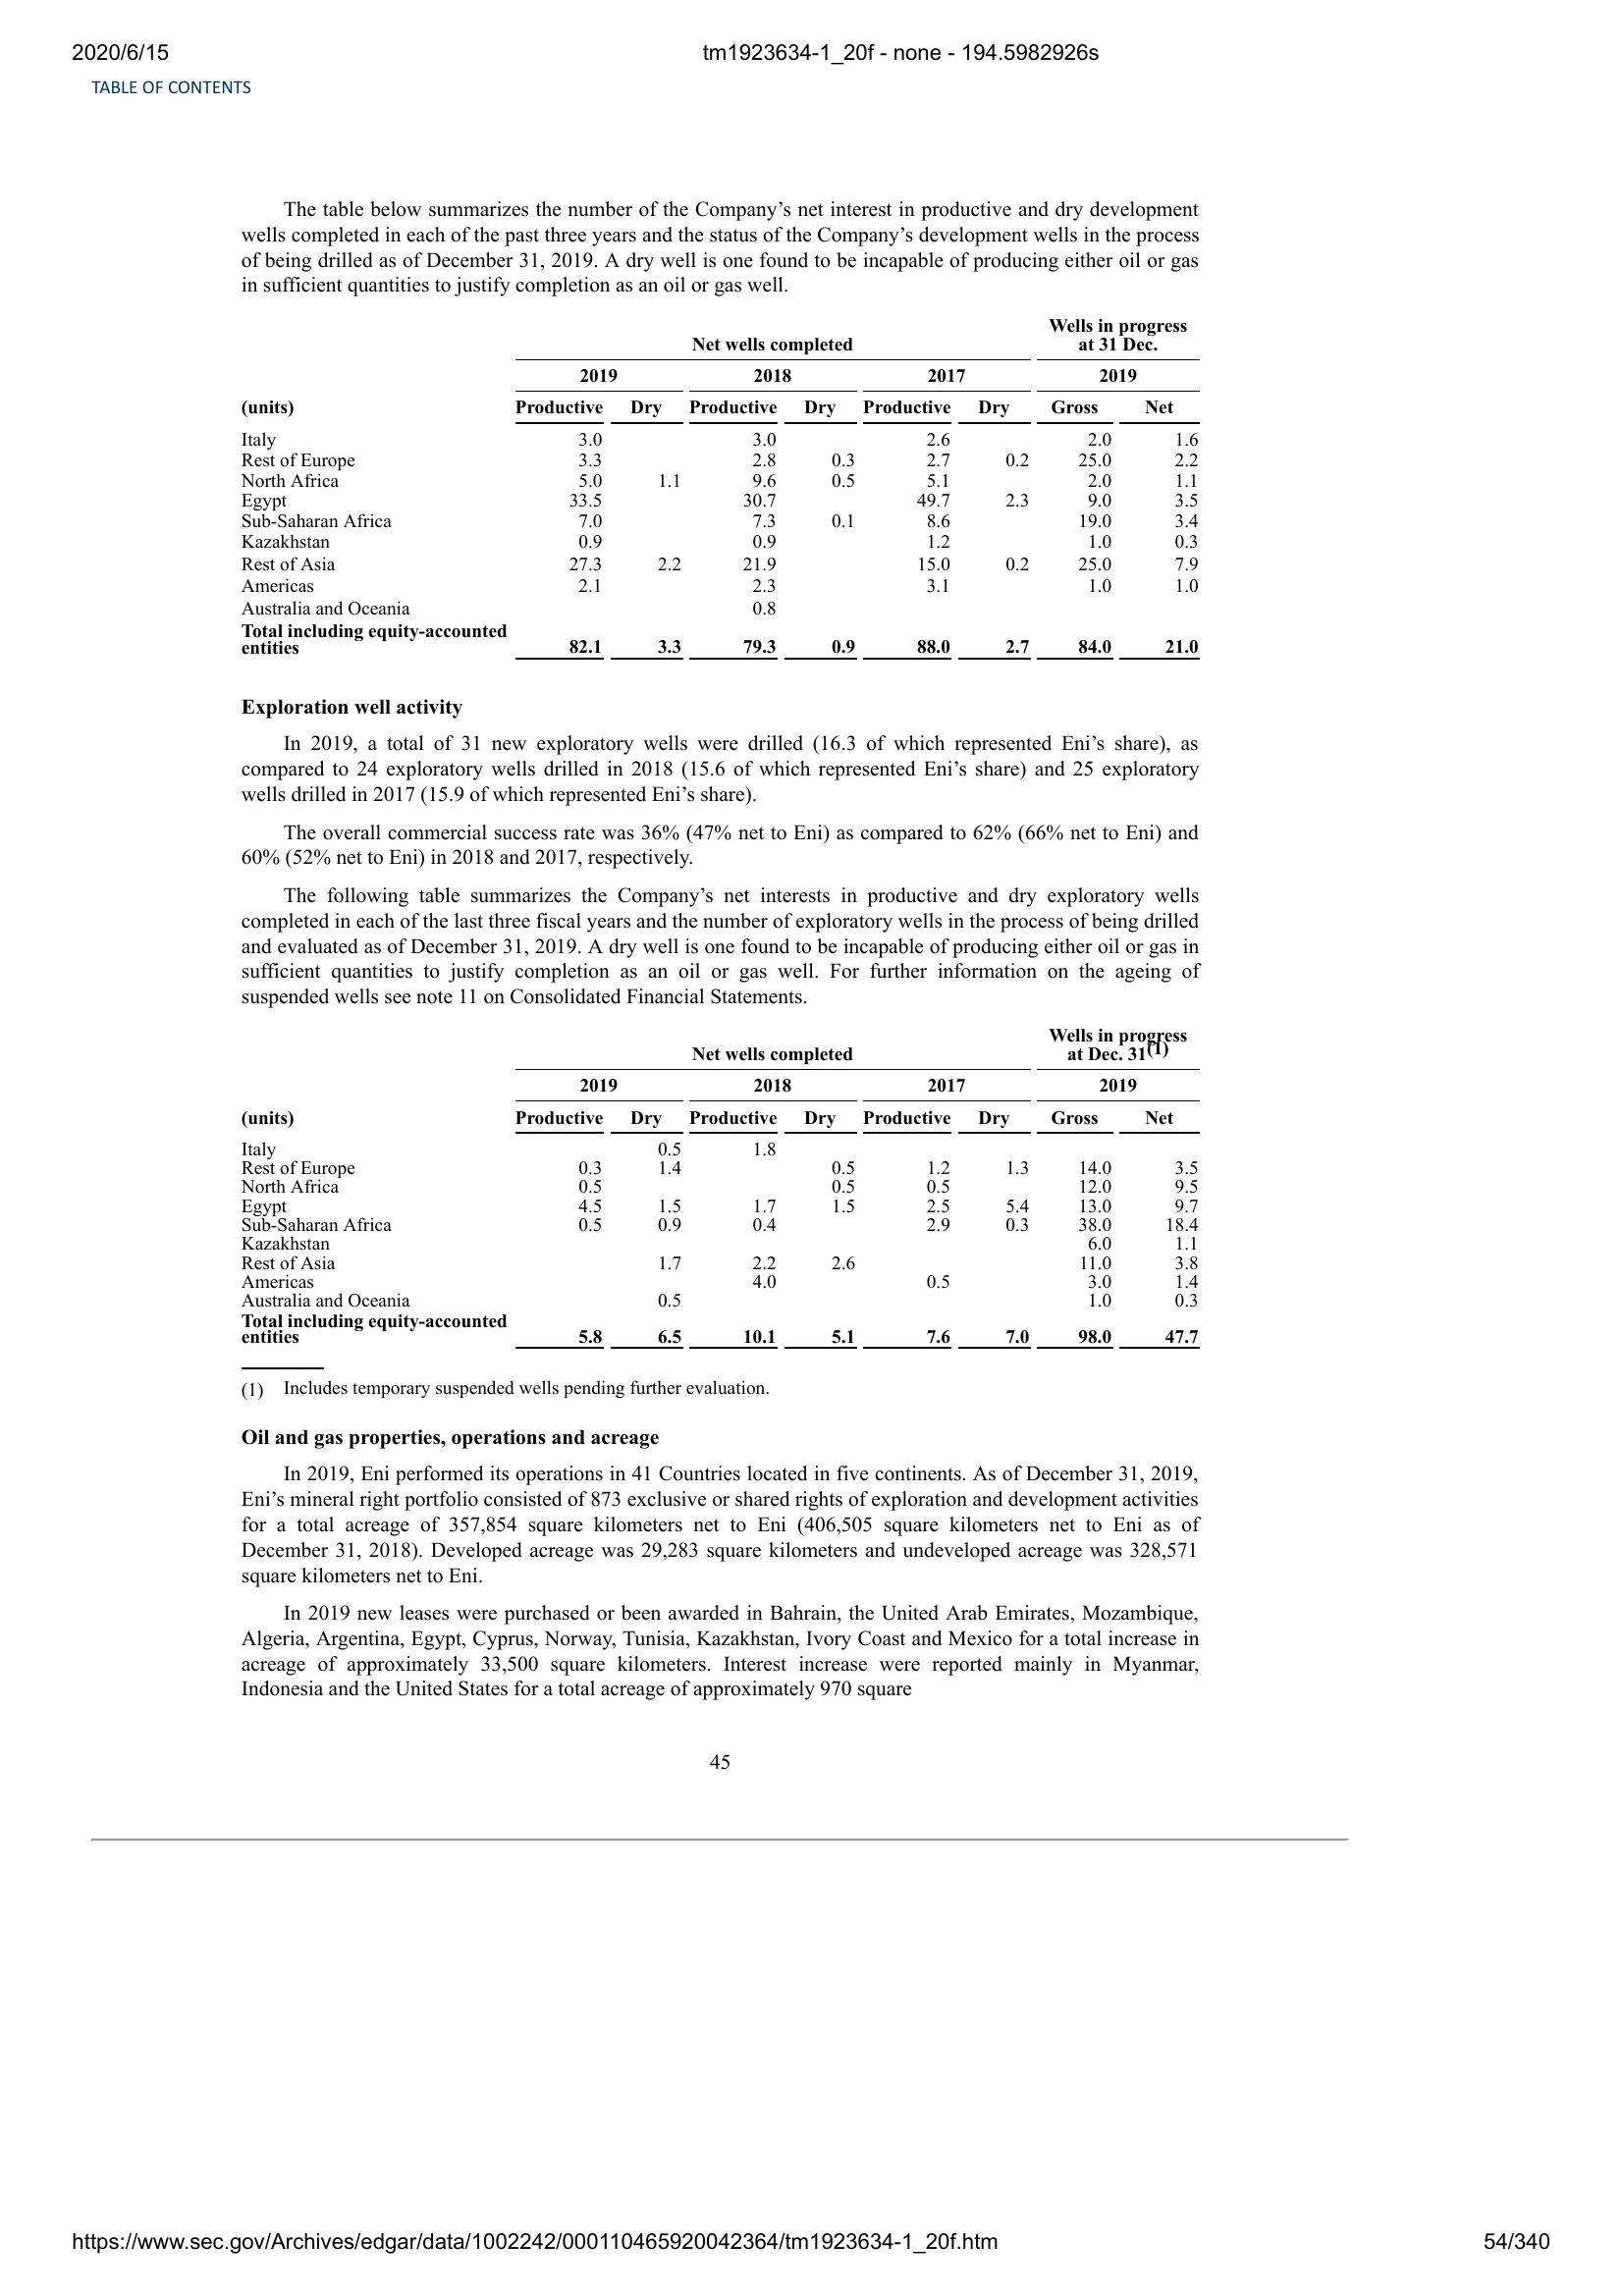 2020/6/15 tm1923634-1_20f - none - 194.5982926s
TABLE OF CONTENTS
The table below summarizes the number of the Company’s net interest in productive and dry development
wells completed in each of the past three years and the status of the Company’s development wells in the process
of being drilled as of December 31, 2019. A dry well is one found to be incapable of producing either oil or gas
in sufficient quantities to justify completion as an oil or gas well.
Wells in progress
Net wells completed at 31 Dec.
2019 2018 2017 2019
(units) Productive Dry Productive Dry Productive Dry Gross Net
Italy 3.0 3.0 2.6 2.0 1.6
Rest of Europe 3.3 2.8 0.3 2.7 0.2 25.0 2.2
North Africa 5.0 1.1 9.6 0.5 5.1 2.0 1.1
Egypt 33.5 30.7 49.7 2.3 9.0 3.5
Sub-Saharan Africa 7.0 7.3 0.1 8.6 19.0 3.4
Kazakhstan 0.9 0.9 1.2 1.0 0.3
Rest of Asia 27.3 2.2 21.9 15.0 0.2 25.0 7.9
Americas 2.1 2.3 3.1 1.0 1.0
Australia and Oceania 0.8
Total including equity-accounted
entities 82.1 3.3 79.3 0.9 88.0 2.7 84.0 21.0
Exploration well activity
In 2019, a total of 31 new exploratory wells were drilled (16.3 of which represented Eni’s share), as
compared to 24 exploratory wells drilled in 2018 (15.6 of which represented Eni’s share) and 25 exploratory
wells drilled in 2017 (15.9 of which represented Eni’s share).
The overall commercial success rate was 36% (47% net to Eni) as compared to 62% (66% net to Eni) and
60% (52% net to Eni) in 2018 and 2017, respectively.
The following table summarizes the Company’s net interests in productive and dry exploratory wells
completed in each of the last three fiscal years and the number of exploratory wells in the process of being drilled
and evaluated as of December 31, 2019. A dry well is one found to be incapable of producing either oil or gas in
sufficient quantities to justify completion as an oil or gas well. For further information on the ageing of
suspended wells see note 11 on Consolidated Financial Statements.
Wells in progress
Net wells completed at Dec. 31(1)
2019 2018 2017 2019
(units) Productive Dry Productive Dry Productive Dry Gross Net
Italy 0.5 1.8
Rest of Europe 0.3 1.4 0.5 1.2 1.3 14.0 3.5
North Africa 0.5 0.5 0.5 12.0 9.5
Egypt 4.5 1.5 1.7 1.5 2.5 5.4 13.0 9.7
Sub-Saharan Africa 0.5 0.9 0.4 2.9 0.3 38.0 18.4
Kazakhstan 6.0 1.1
Rest of Asia 1.7 2.2 2.6 11.0 3.8
Americas 4.0 0.5 3.0 1.4
Australia and Oceania 0.5 1.0 0.3
Total including equity-accounted
entities 5.8 6.5 10.1 5.1 7.6 7.0 98.0 47.7
(1) Includes temporary suspended wells pending further evaluation.
Oil and gas properties, operations and acreage
In 2019, Eni performed its operations in 41 Countries located in five continents. As of December 31, 2019,
Eni’s mineral right portfolio consisted of 873 exclusive or shared rights of exploration and development activities
for a total acreage of 357,854 square kilometers net to Eni (406,505 square kilometers net to Eni as of
December 31, 2018). Developed acreage was 29,283 square kilometers and undeveloped acreage was 328,571
square kilometers net to Eni.
In 2019 new leases were purchased or been awarded in Bahrain, the United Arab Emirates, Mozambique,
Algeria, Argentina, Egypt, Cyprus, Norway, Tunisia, Kazakhstan, Ivory Coast and Mexico for a total increase in
acreage of approximately 33,500 square kilometers. Interest increase were reported mainly in Myanmar,
Indonesia and the United States for a total acreage of approximately 970 square
45
https://www.sec.gov/Archives/edgar/data/1002242/000110465920042364/tm1923634-1_20f.htm 54/340